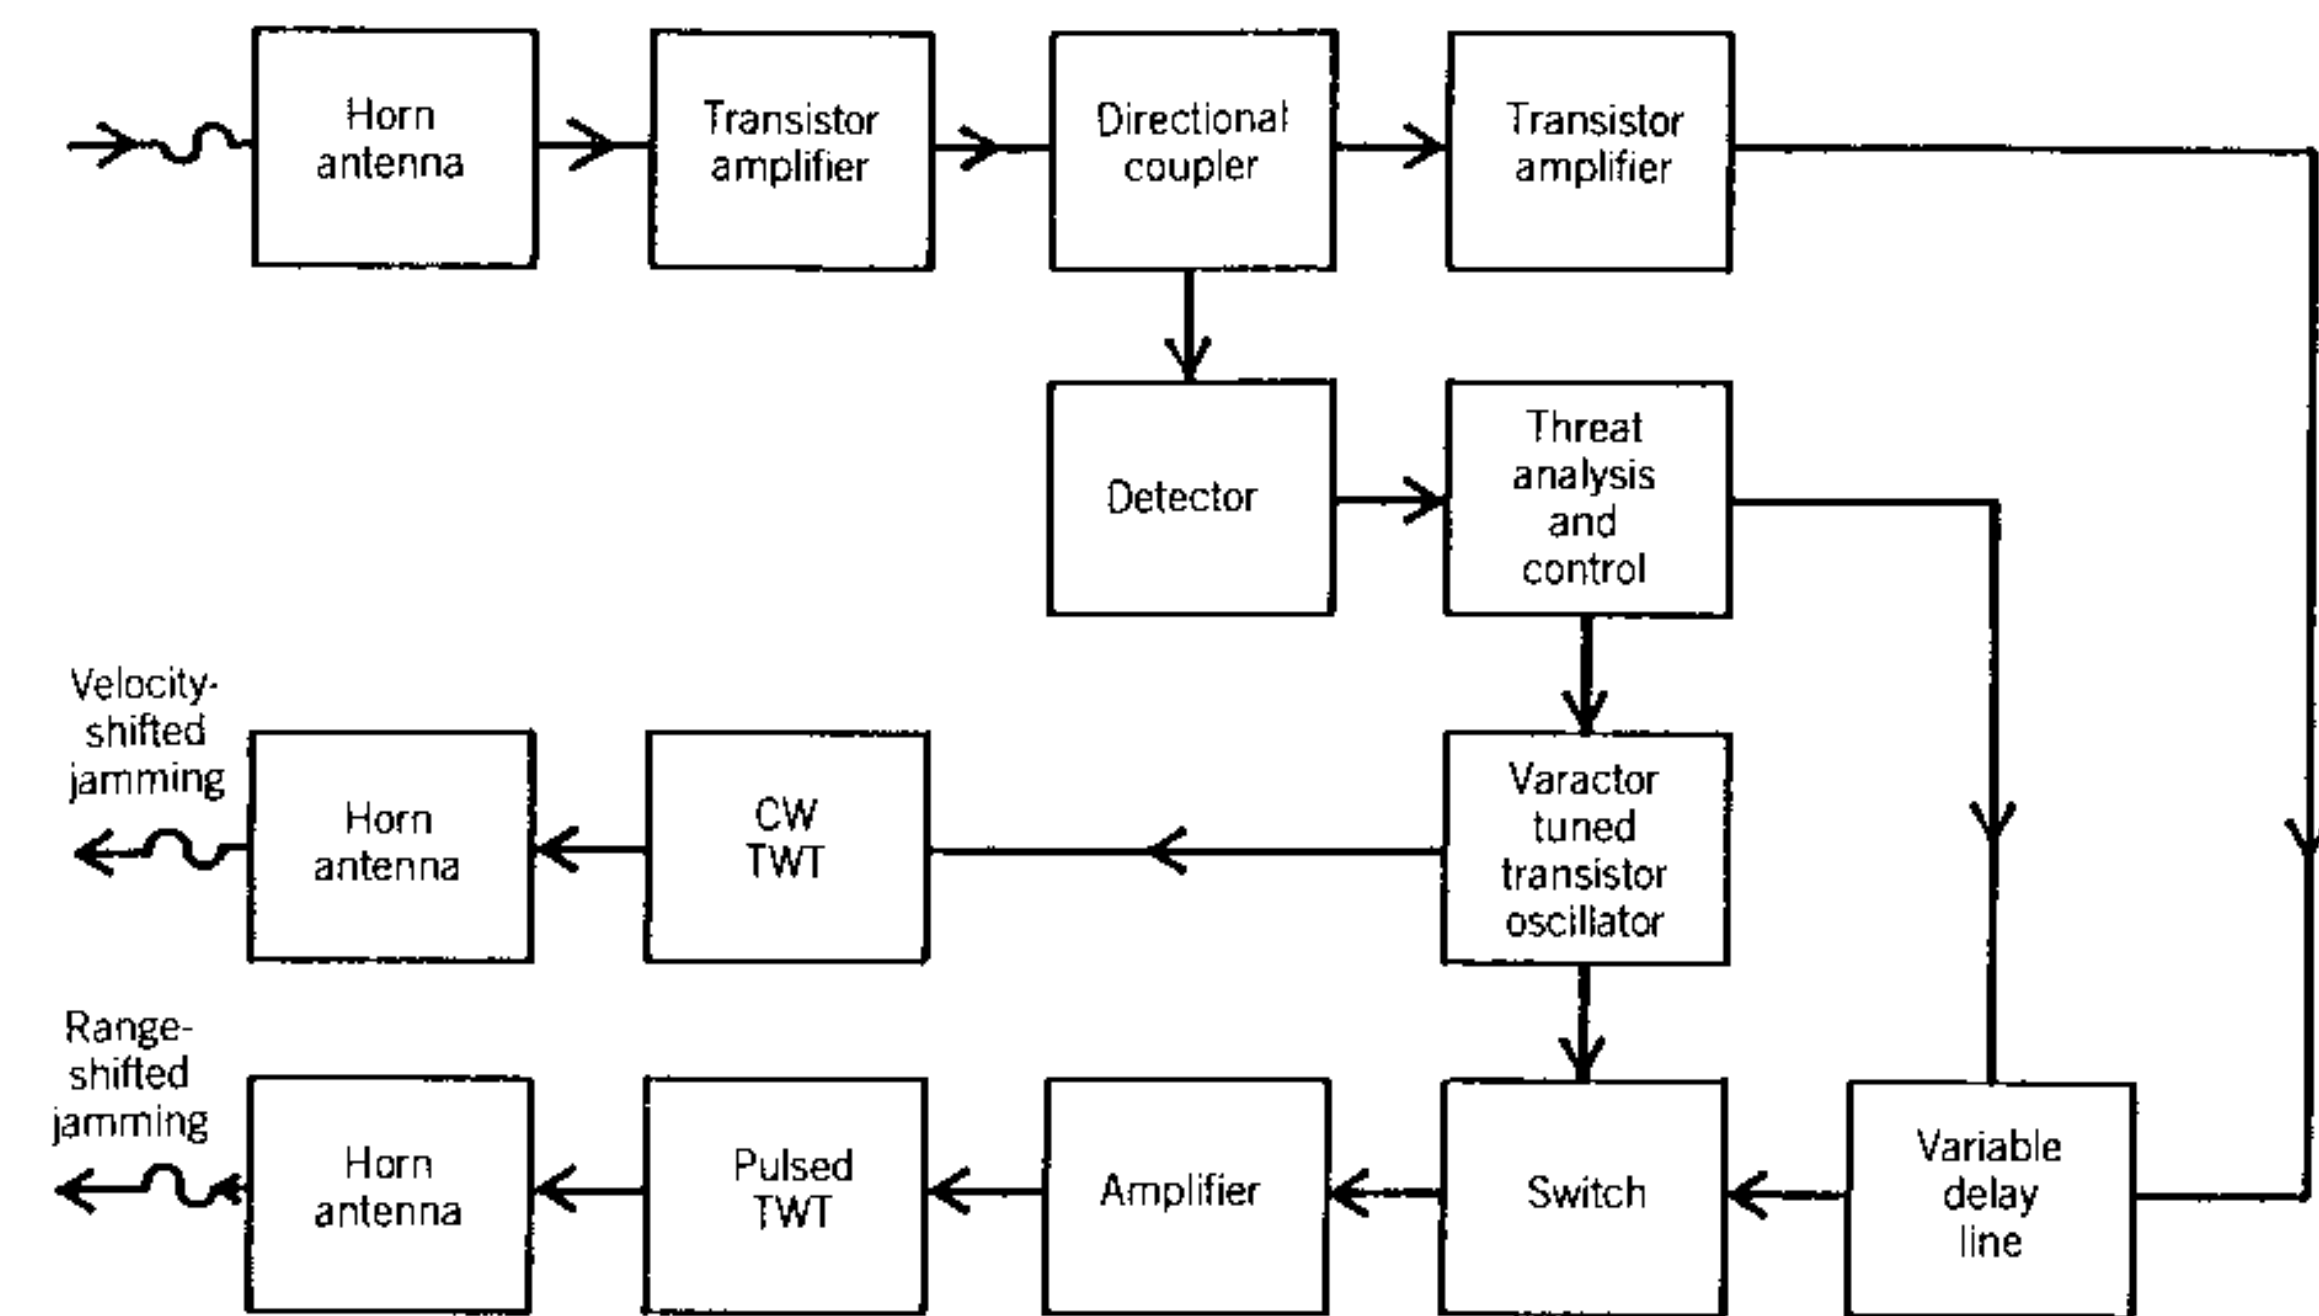 Horn
antenna
Transistor
amplifier
Directional
coupler
Transistor
amplifier
Detector
Threat
analysis
and
control
Velocity-
shifted
jamming
Horn
antenna
CW
TWT
Varactor
tuned
transistor
oscillator
Range-
shifted
jamming
Horn
antenna
Pulsed
TWT
Amplifier
Switch
Variable
delay
line